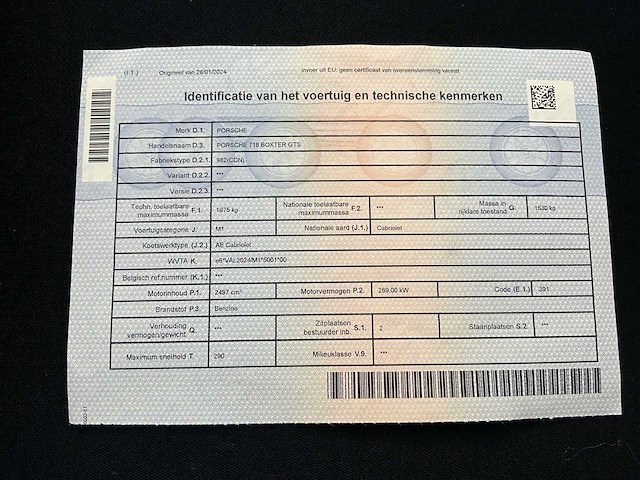 (I.1.) Origineel van 26/01/2024 Invoer uit EU: geen certificaat van overeenstemming vereist
Identificatie van het voertuig en technische kenmerken
Merk D.1. PORSCHE
Handelsnaam D.3. PORSCHE 718 BOXTER GTS
Fabriekstype D.2.1. 982(CDN)
Variant D.2.2. ***
Versie D.2.3. ***
Techn. toelaatbare maximummassa F.1. 1675 kg Nationale toelaatbare maximummassa F.2. *** Massa in rijklare toestand G. 1530 kg
Voertuigcategorie J. M1 Nationale aard (J.1.) Cabriolet
Koetswerktype (J.2.) AE Cabriolet
WVTA K e6*VAL2024/M1*5001*00
Belgisch ref.nummer (K.1.) ***
Motorinhoud P.1. 2497 cm³ Motorvermogen P.2. 269,00 kW Code (E.1.) 391
Brandstof P.3. Benzine
Verhouding vermogen/gewicht Q. *** Zitplaatsen bestuurder inb. S.1. 2 Staanplaatsen S.2. ***
Maximum snelheid T. 290 Milieuklasse V.9. ***